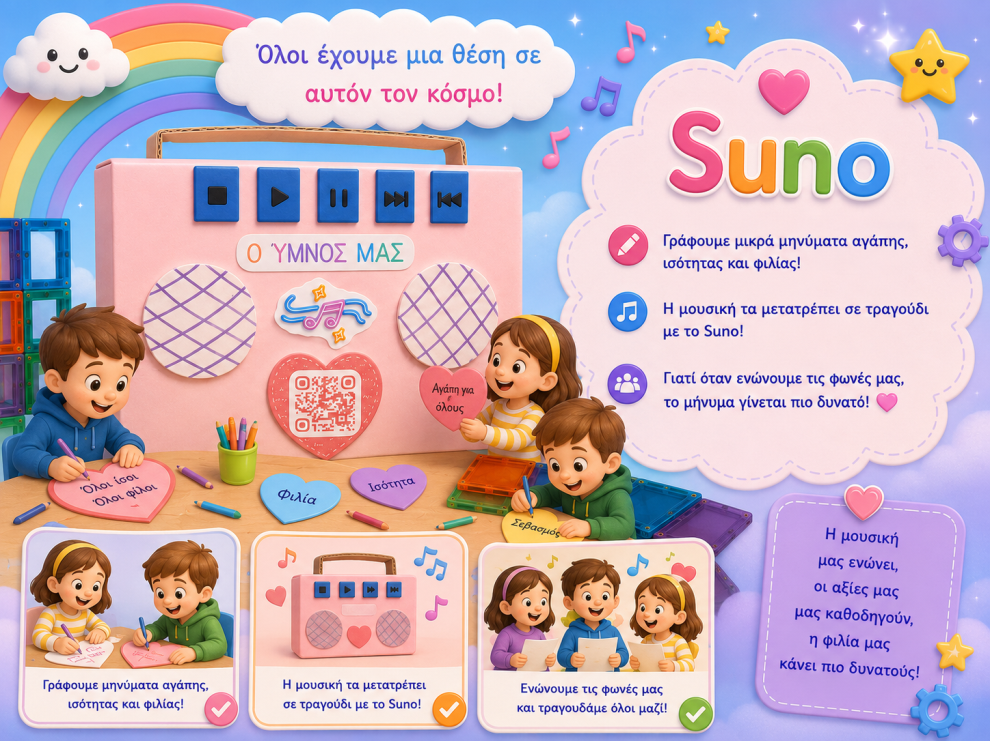 Όλοι έχουμε μια θέση σε
αυτόν τον κόσμο!
Suno
Γράφουμε μικρά μηνύματα αγάπης,
ισότητας και φιλίας!
Η μουσική τα μετατρέπει σε τραγούδι
με το Suno!
Γιατί όταν ενώνουμε τις φωνές μας,
το μήνυμα γίνεται πιο δυνατό!
Ο ΎΜΝΟΣ ΜΑΣ
Αγάπη για
όλους
Όλοι ίσοι
Όλοι φίλοι
Φιλία
Ισότητα
Σεβασμός
Γράφουμε μηνύματα αγάπης,
ισότητας και φιλίας!
Η μουσική τα μετατρέπει
σε τραγούδι με το Suno!
Ενώνουμε τις φωνές μας
και τραγουδάμε όλοι μαζί!
Η μουσική
μας ενώνει,
οι αξίες μας
μας καθοδηγούν,
η φιλία μας
κάνει πιο δυνατούς!